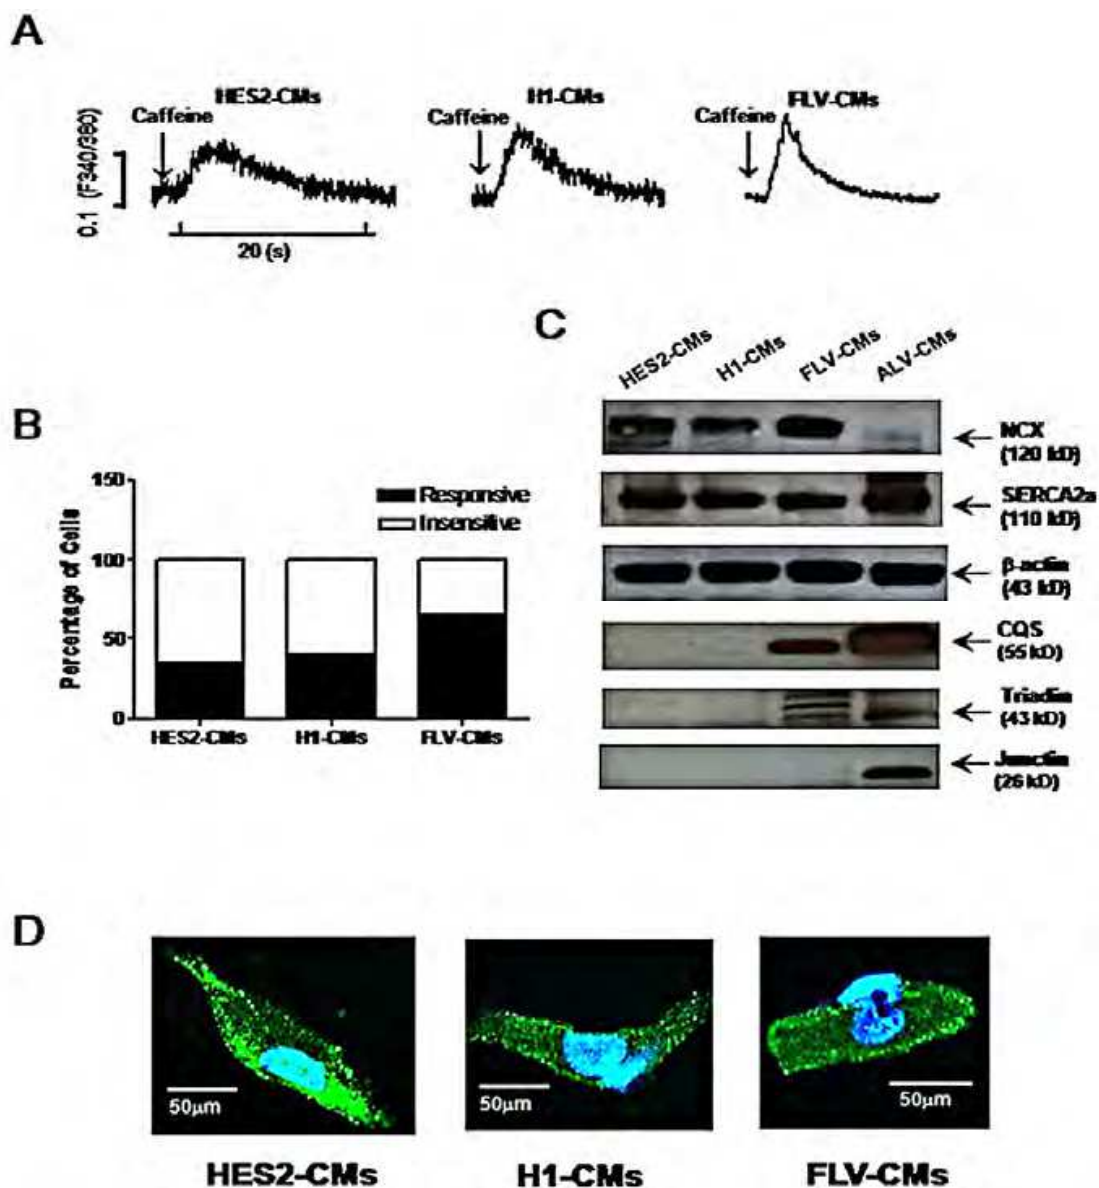 A
HES2-CMs
H1-CMs
FLV-CMs
Caffeine
Caffeine
Caffeine
0.1 (F340/380)
20 (s)
C
HES2-CMs
H1-CMs
FLV-CMs
ALV-CMs
NCX
(120 kD)
SERCA2a
(110 kD)
β-actin
(43 kD)
CQS
(55 kD)
Triadin
(43 kD)
Junctin
(26 kD)
B
150
100
50
0
Percentage of Cells
Responsive
Insensitive
HES2-CMs
H1-CMs
FLV-CMs
D
50μm
50μm
50μm
HES2-CMs
H1-CMs
FLV-CMs